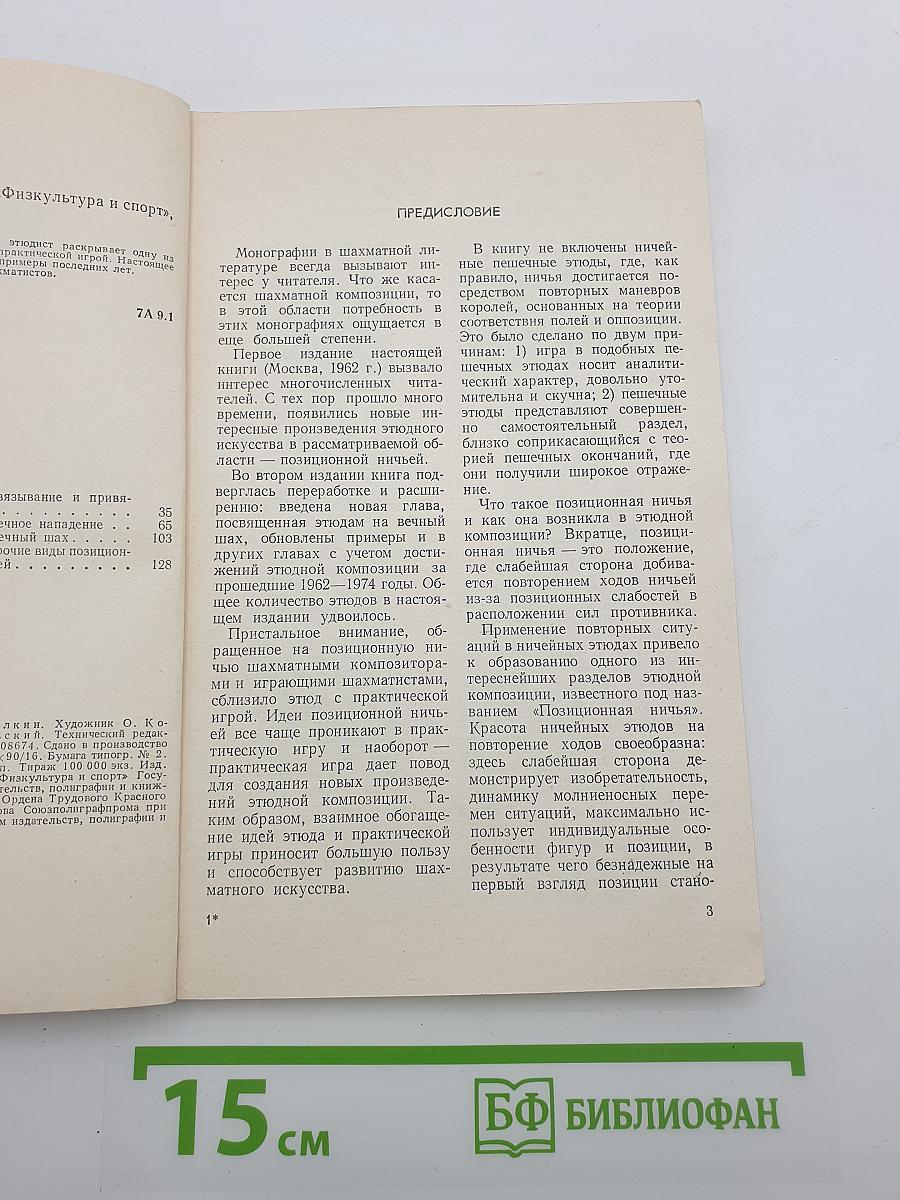 «Физкультура и спорт»,
этюдист раскрывает одну из
практической игрой. Настоящее
примеры последних лет.
7А 9.1
вязывание и привя-
. . . . . . . . . . 35
ечное нападение . . 65
ечный шах . . . . . 103
рочие виды позицион-
ей . . . . . . . . . 128
лкин. Художник О. Ко-
ский. Технический редак-
08674. Сдано в производство
90/16. Бумага типогр. № 2.
п. Тираж 100 000 экз. Изд.
Физкультура и спорт» Госу-
тельств, полиграфии и книж-
Ордена Трудового Красного
ова Союзполиграфпрома при
м издательств, полиграфии и
ПРЕДИСЛОВИЕ
Монографии в шахматной ли-
тературе всегда вызывают ин-
терес у читателя. Что же каса-
ется шахматной композиции, то
в этой области потребность в
этих монографиях ощущается в
еще большей степени.
Первое издание настоящей
книги (Москва, 1962 г.) вызвало
интерес многочисленных чита-
телей. С тех пор прошло много
времени, появились новые ин-
тересные произведения этюдного
искусства в рассматриваемой об-
ласти — позиционной ничьей.
Во втором издании книга под-
верглась переработке и расши-
рению: введена новая глава,
посвященная этюдам на вечный
шах, обновлены примеры и в
других главах с учетом дости-
жений этюдной композиции за
прошедшие 1962—1974 годы. Об-
щее количество этюдов в настоя-
щем издании удвоилось.
Пристальное внимание, об-
ращенное на позиционную ни-
чью шахматными композитора-
ми и играющими шахматистами,
сблизило этюд с практической
игрой. Идеи позиционной ничь-
ей все чаще проникают в прак-
тическую игру и наоборот —
практическая игра дает повод
для создания новых произведе-
ний этюдной композиции. Та-
ким образом, взаимное обогаще-
ние идей этюда и практической
игры приносит большую пользу
и способствует развитию шах-
матного искусства.
1*
В книгу не включены ничей-
ные пешечные этюды, где, как
правило, ничья достигается по-
средством повторных маневров
королей, основанных на теории
соответствия полей и оппозиции.
Это было сделано по двум при-
чинам: 1) игра в подобных пе-
шечных этюдах носит аналити-
ческий характер, довольно уто-
мительна и скучна; 2) пешечные
этюды представляют совершен-
но самостоятельный раздел,
близко соприкасающийся с тео-
рией пешечных окончаний, где
они получили широкое отраже-
ние.
Что такое позиционная ничья
и как она возникла в этюдной
композиции? Вкратце, позици-
онная ничья — это положение,
где слабейшая сторона добива-
ется повторением ходов ничьей
из-за позиционных слабостей в
расположении сил противника.
Применение повторных ситу-
аций в ничейных этюдах привело
к образованию одного из ин-
тереснейших разделов этюдной
композиции, известного под наз-
ванием «Позиционная ничья».
Красота ничейных этюдов на
повторение ходов своеобразна:
здесь слабейшая сторона де-
монстрирует изобретательность,
динамику молниеносных пере-
мен ситуаций, максимально ис-
пользует индивидуальные осо-
бенности фигур и позиции, в
результате чего безнадежные на
первый взгляд позиции стано-
3
15 см
БФ БИБЛИОФАН